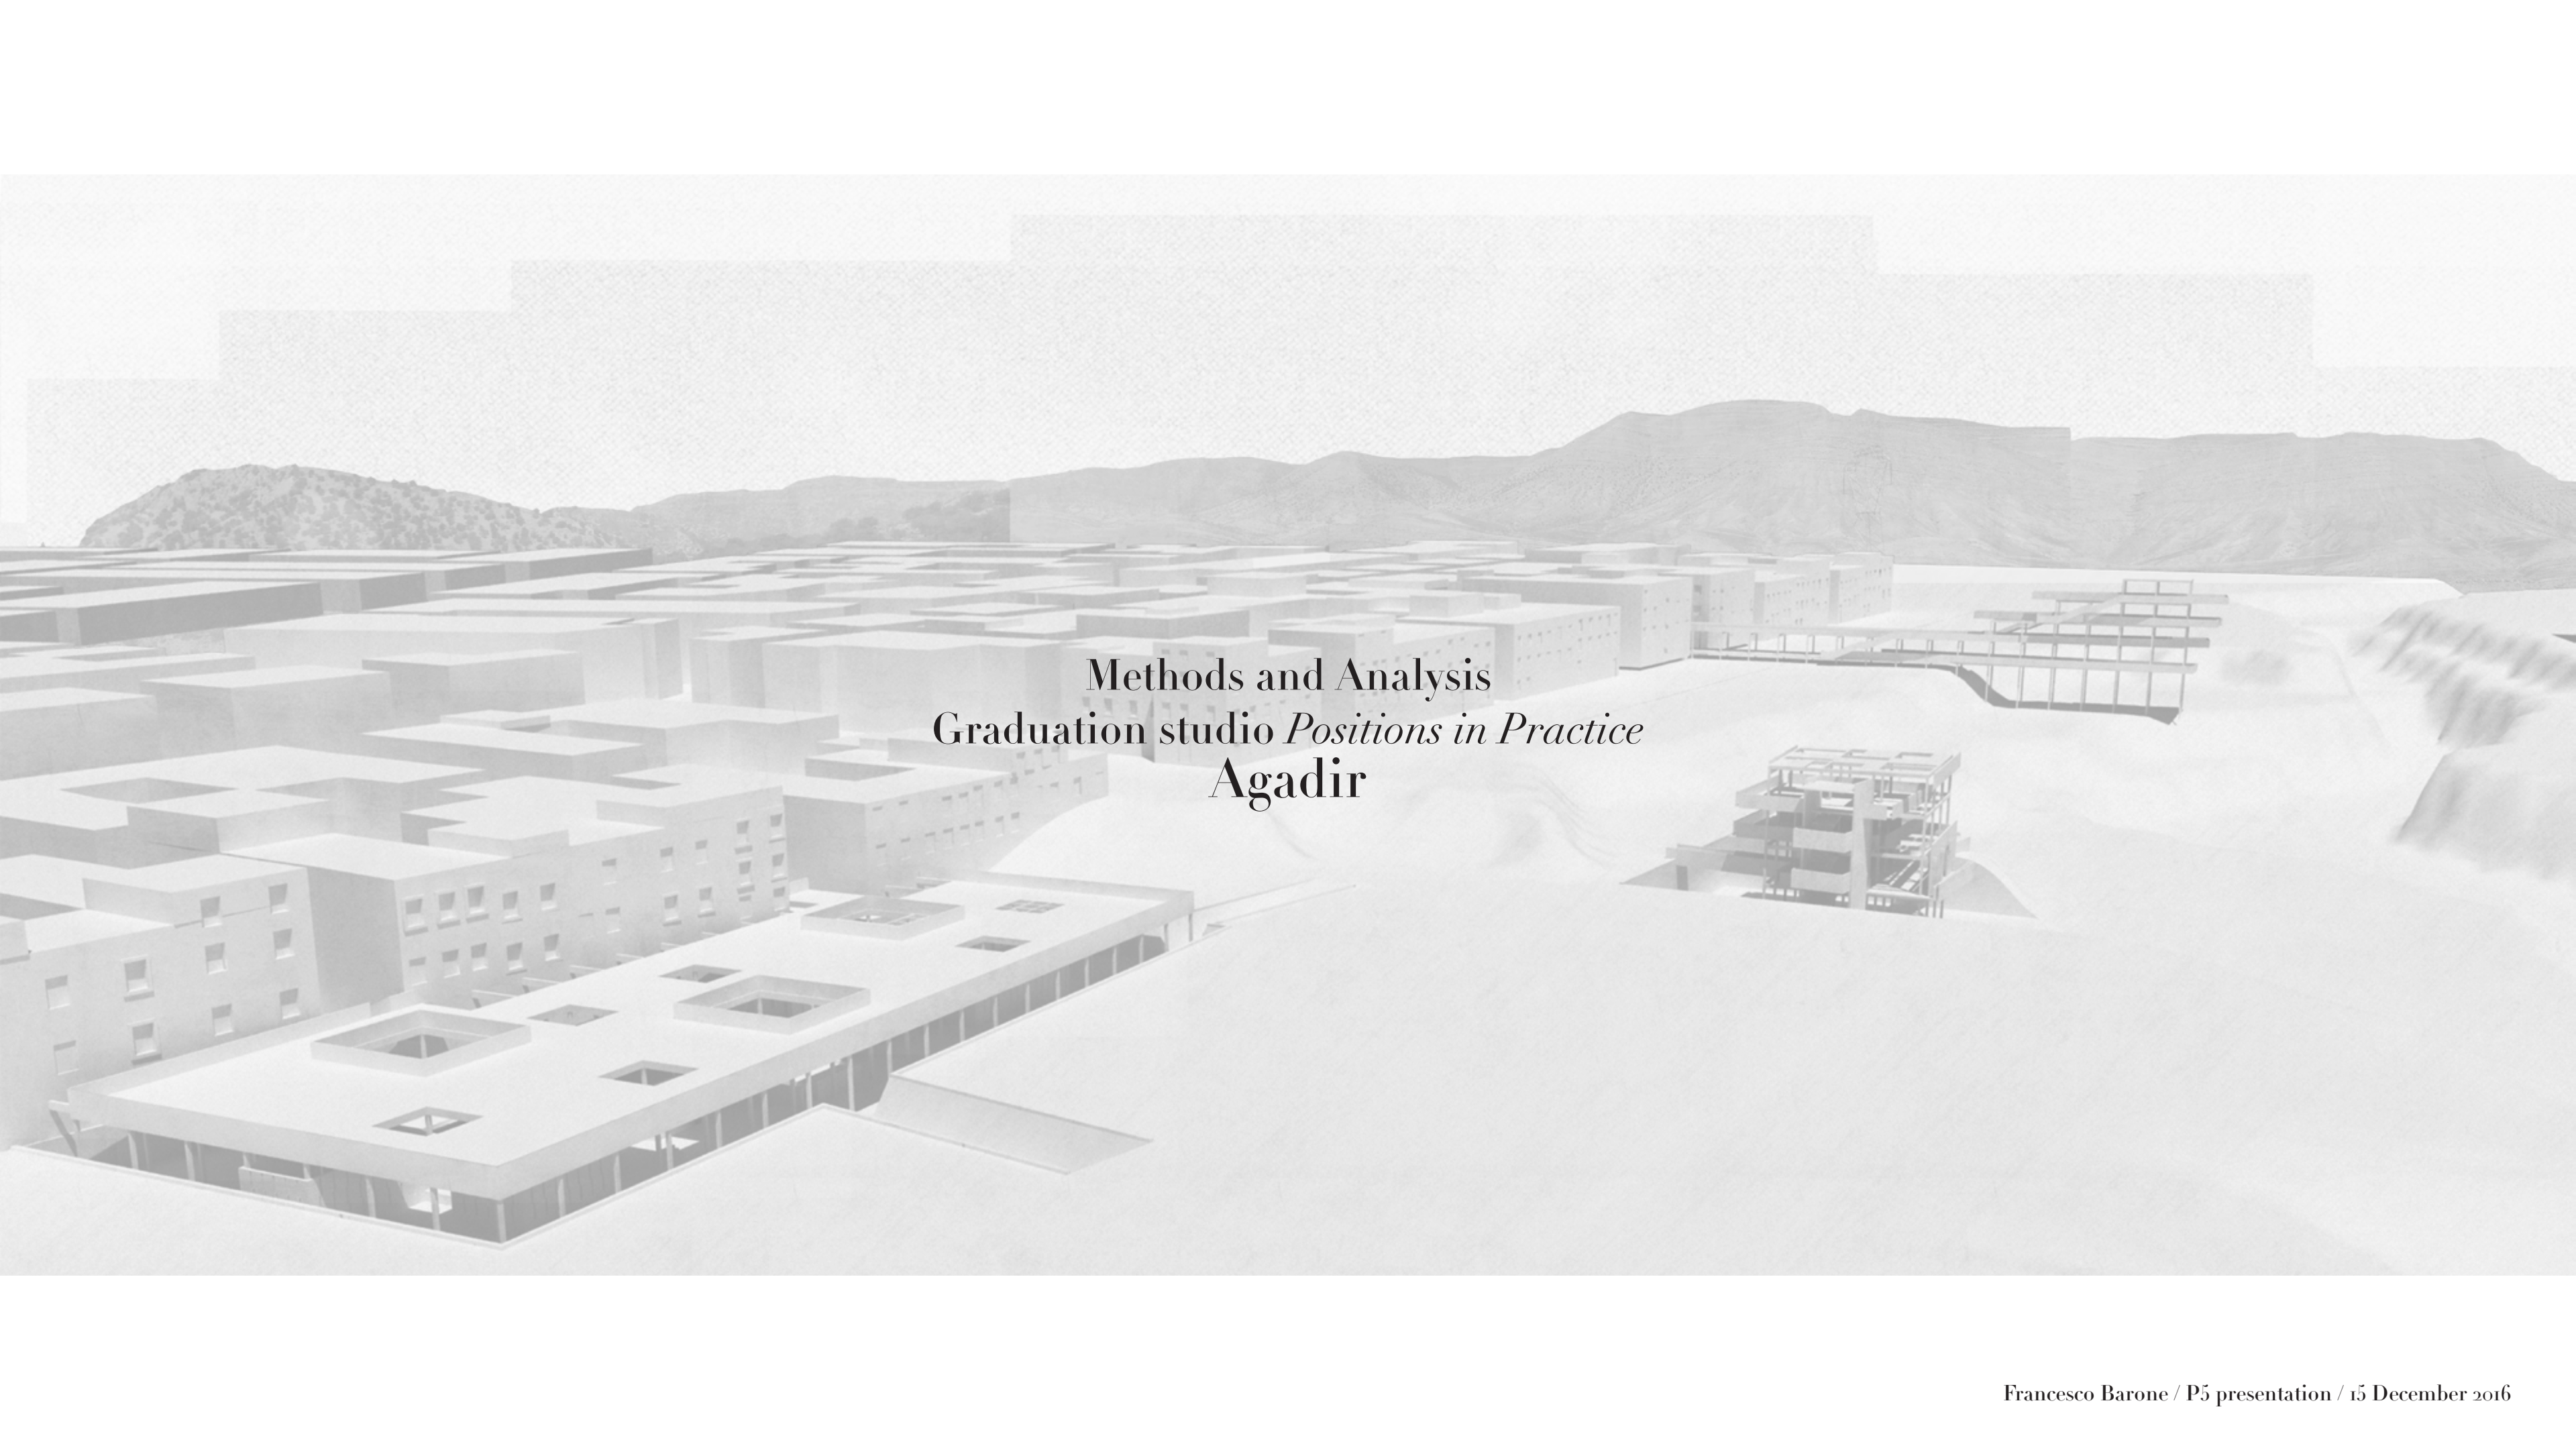 Methods and Analysis
Graduation studio Positions in Practice
Agadir
Francesco Barone / P5 presentation / 15 December 2016